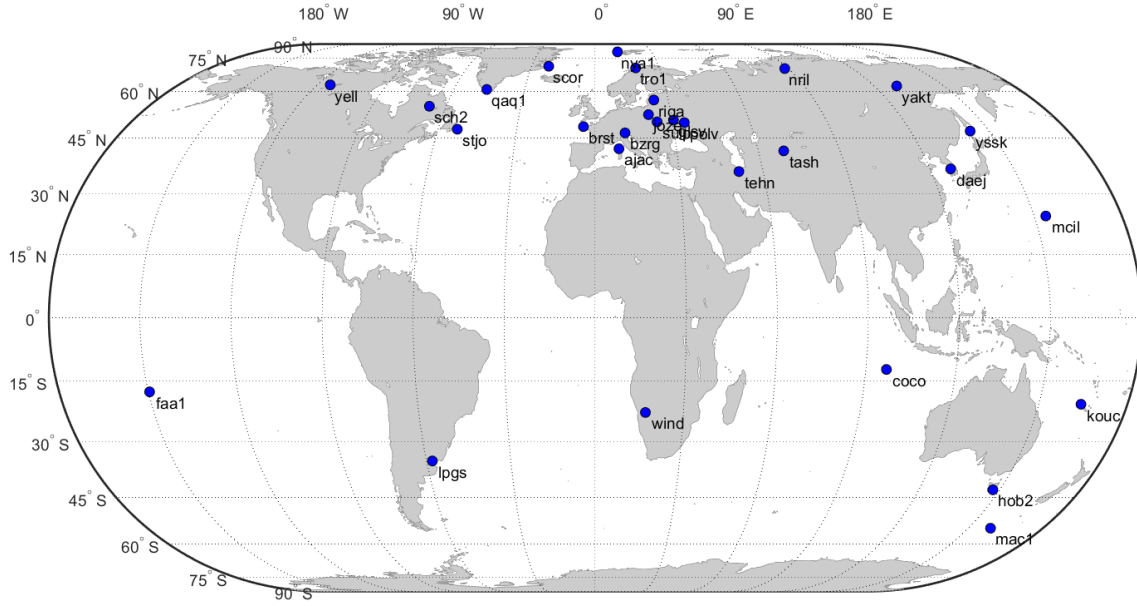 180° W
90° W
0°
90° E
180° E
90° N
75° N
60° N
45° N
30° N
15° N
0°
15° S
30° S
45° S
60° S
75° S
90° S
nya1
scor
tro1
nril
yell
qaq1
yakt
sch2
riga
stjo
joze
polv
brst
bzrg
yssk
ajac
tash
tehn
daej
mcil
coco
faa1
kouc
wind
lpgs
hob2
mac1